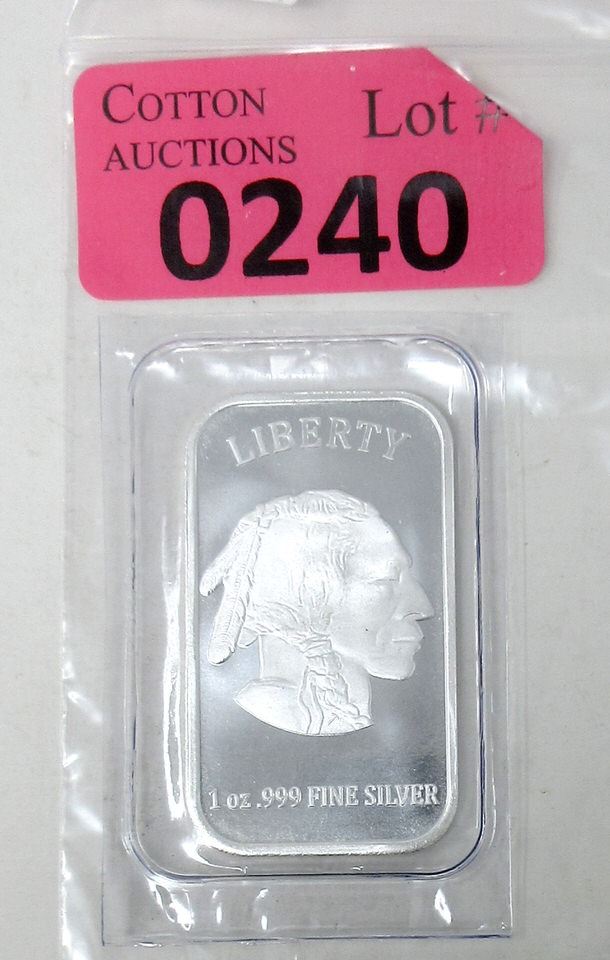 COTTON
AUCTIONS
Lot #
0240
LIBERTY
1 oz .999 FINE SILVER